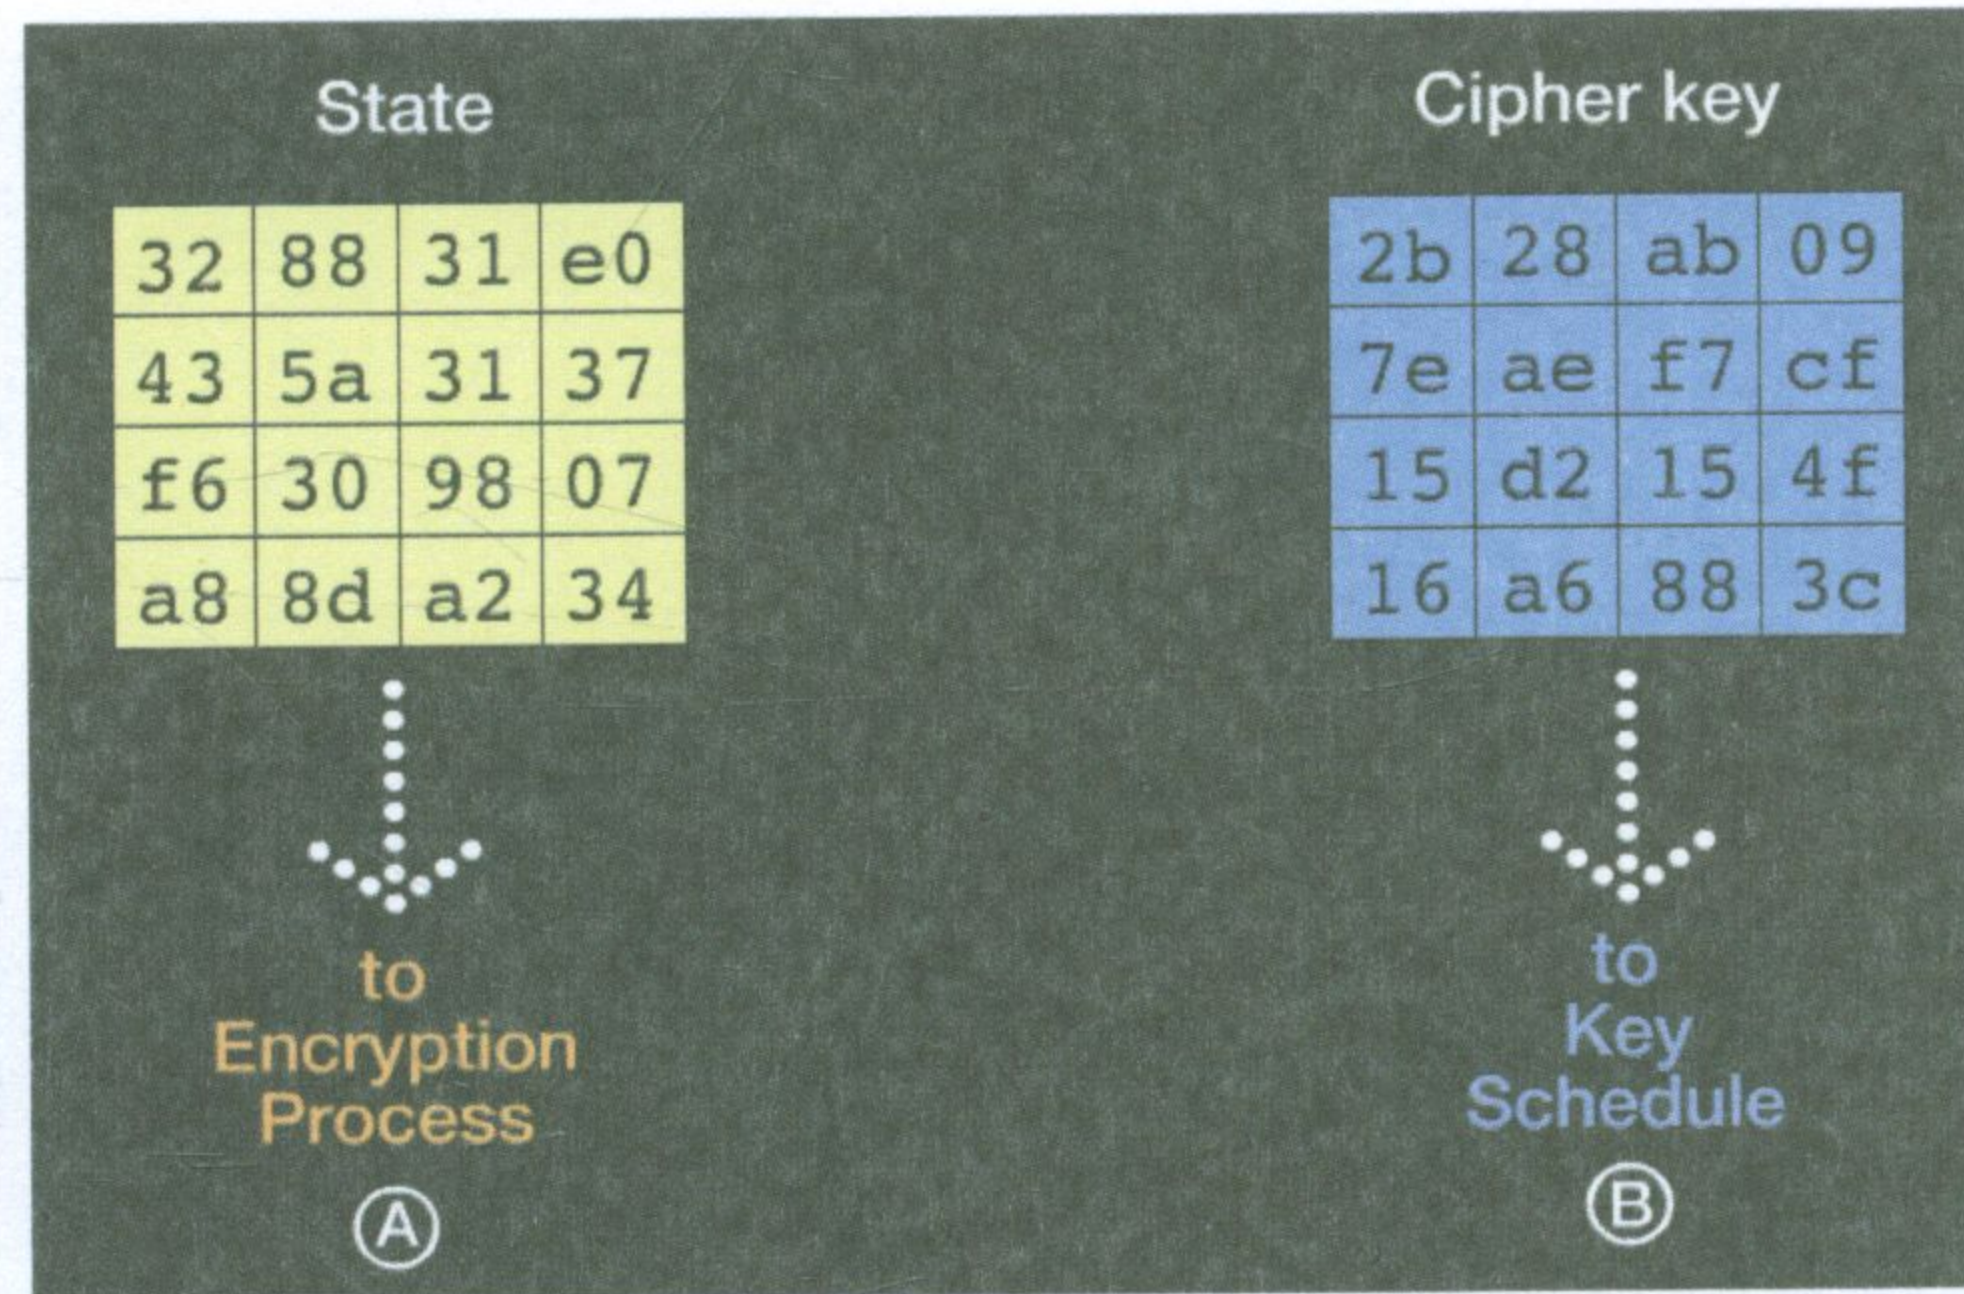 State
32 88 31 e0
43 5a 31 37
f6 30 98 07
a8 8d a2 34
to
Encryption
Process
A
Cipher key
2b 28 ab 09
7e ae f7 cf
15 d2 15 4f
16 a6 88 3c
to
Key
Schedule
B